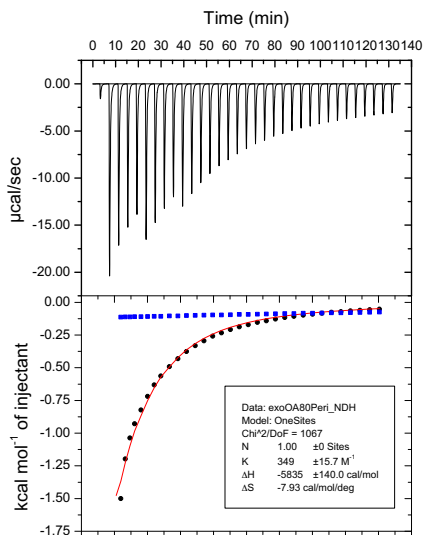 Time (min)
0 10 20 30 40 50 60 70 80 90 100 110 120 130 140
0.00
-5.00
-10.00
-15.00
-20.00
µcal/sec
0.00
-0.25
-0.50
-0.75
-1.00
-1.25
-1.50
-1.75
kcal mol⁻¹ of injectant
Data: exoOA80Peri_NDH
Model: OneSites
Chi^2/DoF = 1067
N 1.00 ±0 Sites
K 349 ±15.7 M⁻¹
ΔH -5835 ±140.0 cal/mol
ΔS -7.93 cal/mol/deg